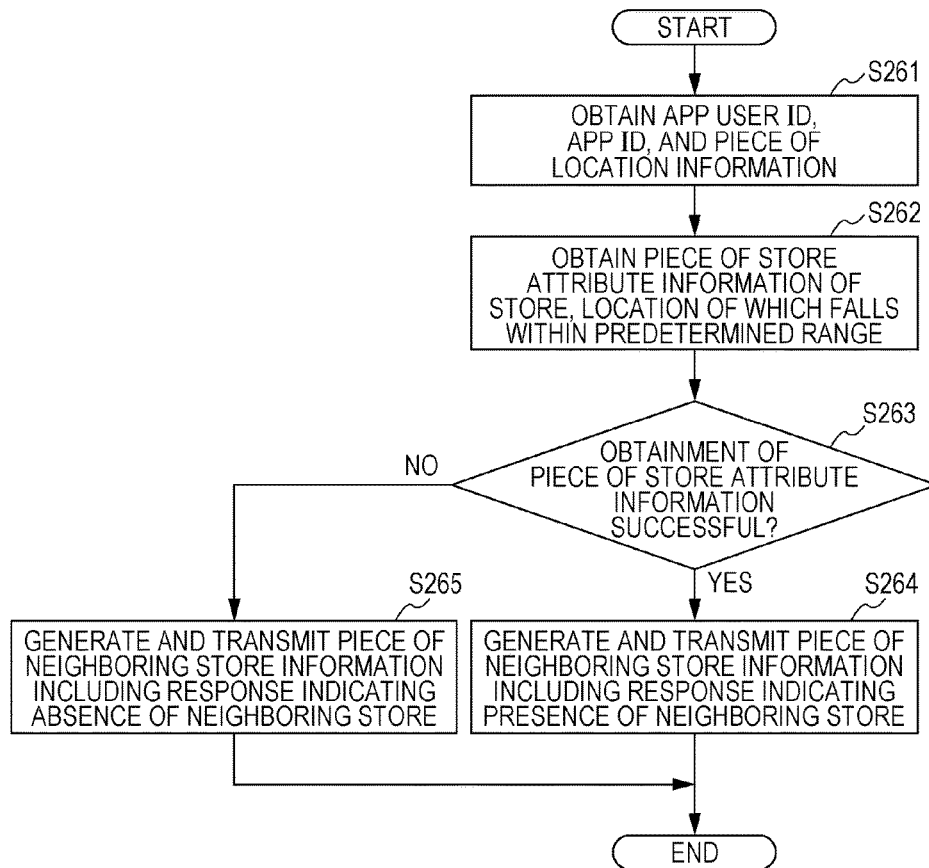 START
S261
OBTAIN APP USER ID,
APP ID, AND PIECE OF
LOCATION INFORMATION
S262
OBTAIN PIECE OF STORE
ATTRIBUTE INFORMATION OF
STORE, LOCATION OF WHICH FALLS
WITHIN PREDETERMINED RANGE
S263
OBTAINMENT OF
PIECE OF STORE ATTRIBUTE
INFORMATION
SUCCESSFUL?
NO
YES
S265
GENERATE AND TRANSMIT PIECE OF
NEIGHBORING STORE INFORMATION
INCLUDING RESPONSE INDICATING
ABSENCE OF NEIGHBORING STORE
S264
GENERATE AND TRANSMIT PIECE OF
NEIGHBORING STORE INFORMATION
INCLUDING RESPONSE INDICATING
PRESENCE OF NEIGHBORING STORE
END